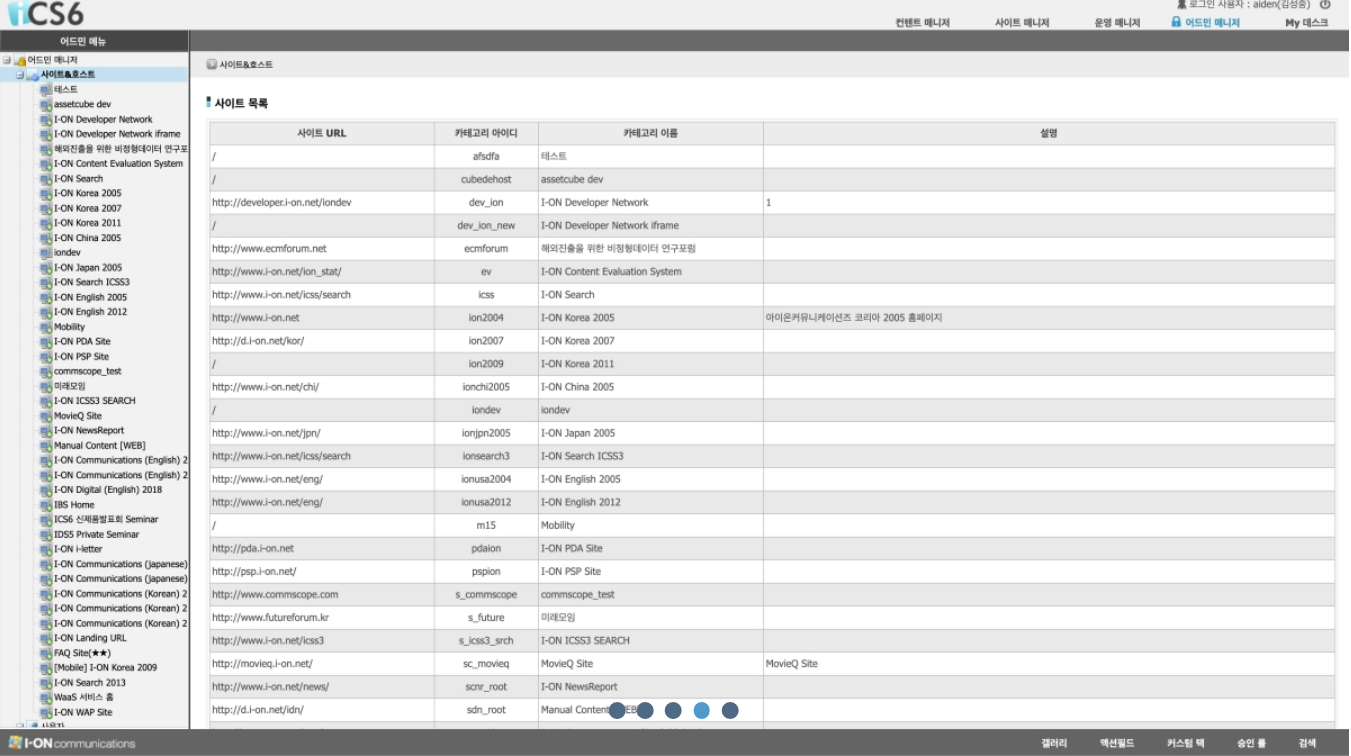 iCS6
로그인 사용자 : aiden(김성중)
컨텐트 매니저 사이트 매니저 운영 매니저 어드민 매니저 My 데스크
어드민 메뉴
어드민 매니저
사이트&호스트
테스트
assetcube dev
I-ON Developer Network
I-ON Developer Network iframe
해외진출을 위한 비정형데이터 연구포
I-ON Content Evaluation System
I-ON Search
I-ON Korea 2005
I-ON Korea 2007
I-ON Korea 2011
I-ON China 2005
iondev
I-ON Japan 2005
I-ON Search ICSS3
I-ON English 2005
I-ON English 2012
Mobility
I-ON PDA Site
I-ON PSP Site
commscope_test
미래모임
I-ON ICSS3 SEARCH
MovieQ Site
I-ON NewsReport
Manual Content [WEB]
I-ON Communications (English) 2
I-ON Communications (English) 2
I-ON Digital (English) 2018
IBS Home
ICS6 신제품발표회 Seminar
IDS5 Private Seminar
I-ON i-letter
I-ON Communications (japanese)
I-ON Communications (japanese)
I-ON Communications (Korean) 2
I-ON Communications (Korean) 2
I-ON Communications (Korean) 2
I-ON Landing URL
FAQ Site(★★)
[Mobile] I-ON Korea 2009
I-ON Search 2013
WaaS 서비스 홈
I-ON WAP Site
사용자
사이트&호스트
사이트 목록
사이트 URL 카테고리 아이디 카테고리 이름 설명
/ afsdfa 테스트
/ cubedehost assetcube dev
http://developer.i-on.net/iondev dev_ion I-ON Developer Network 1
/ dev_ion_new I-ON Developer Network iframe
http://www.ecmforum.net ecmforum 해외진출을 위한 비정형데이터 연구포럼
http://www.i-on.net/ion_stat/ ev I-ON Content Evaluation System
http://www.i-on.net/icss/search icss I-ON Search
http://www.i-on.net ion2004 I-ON Korea 2005 아이온커뮤니케이션즈 코리아 2005 홈페이지
http://d.i-on.net/kor/ ion2007 I-ON Korea 2007
/ ion2009 I-ON Korea 2011
http://www.i-on.net/chi/ ionchi2005 I-ON China 2005
/ iondev iondev
http://www.i-on.net/jpn/ ionjpn2005 I-ON Japan 2005
http://www.i-on.net/icss/search ionsearch3 I-ON Search ICSS3
http://www.i-on.net/eng/ ionusa2004 I-ON English 2005
http://www.i-on.net/eng/ ionusa2012 I-ON English 2012
/ m15 Mobility
http://pda.i-on.net pdaion I-ON PDA Site
http://psp.i-on.net/ pspion I-ON PSP Site
http://www.commscope.com s_commscope commscope_test
http://www.futureforum.kr s_future 미래모임
http://www.i-on.net/icss3 s_icss3_srch I-ON ICSS3 SEARCH
http://movieq.i-on.net/ sc_movieq MovieQ Site MovieQ Site
http://www.i-on.net/news/ scnr_root I-ON NewsReport
http://d.i-on.net/idn/ sdn_root Manual Content
I-ON communications
갤러리 액션필드 커스텀 택 승인 룰 검색